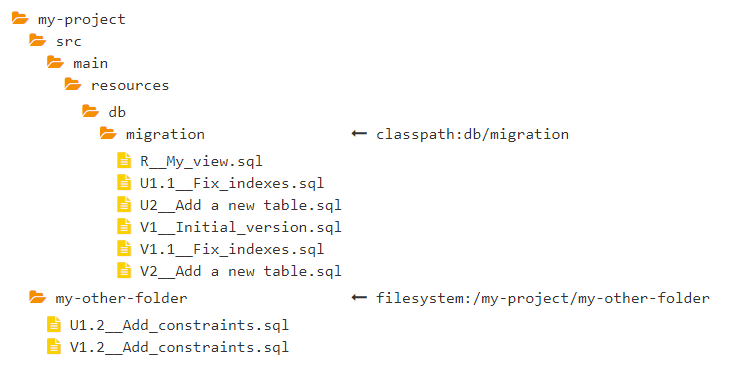 my-project
src
main
resources
db
migration ← classpath:db/migration
R__My_view.sql
U1.1__Fix_indexes.sql
U2__Add a new table.sql
V1__Initial_version.sql
V1.1__Fix_indexes.sql
V2__Add a new table.sql
my-other-folder ← filesystem:/my-project/my-other-folder
U1.2__Add_constraints.sql
V1.2__Add_constraints.sql